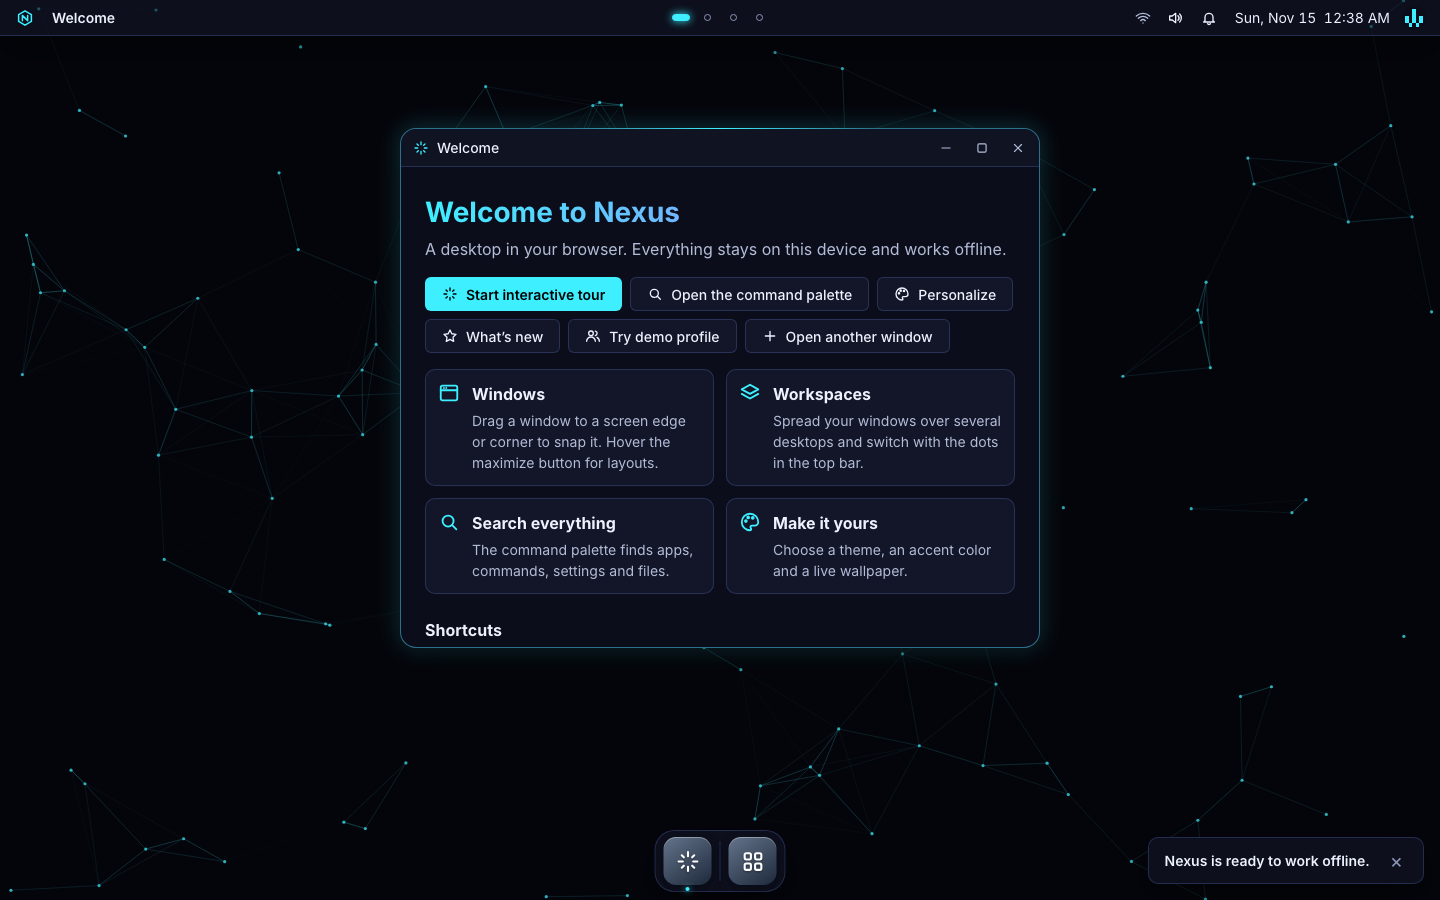 Welcome
Sun, Nov 15 12:38 AM
Welcome
Welcome to Nexus
A desktop in your browser. Everything stays on this device and works offline.
Start interactive tour
Open the command palette
Personalize
What’s new
Try demo profile
Open another window
Windows
Drag a window to a screen edge
or corner to snap it. Hover the
maximize button for layouts.
Workspaces
Spread your windows over several
desktops and switch with the dots
in the top bar.
Search everything
The command palette finds apps,
commands, settings and files.
Make it yours
Choose a theme, an accent color
and a live wallpaper.
Shortcuts
Nexus is ready to work offline.